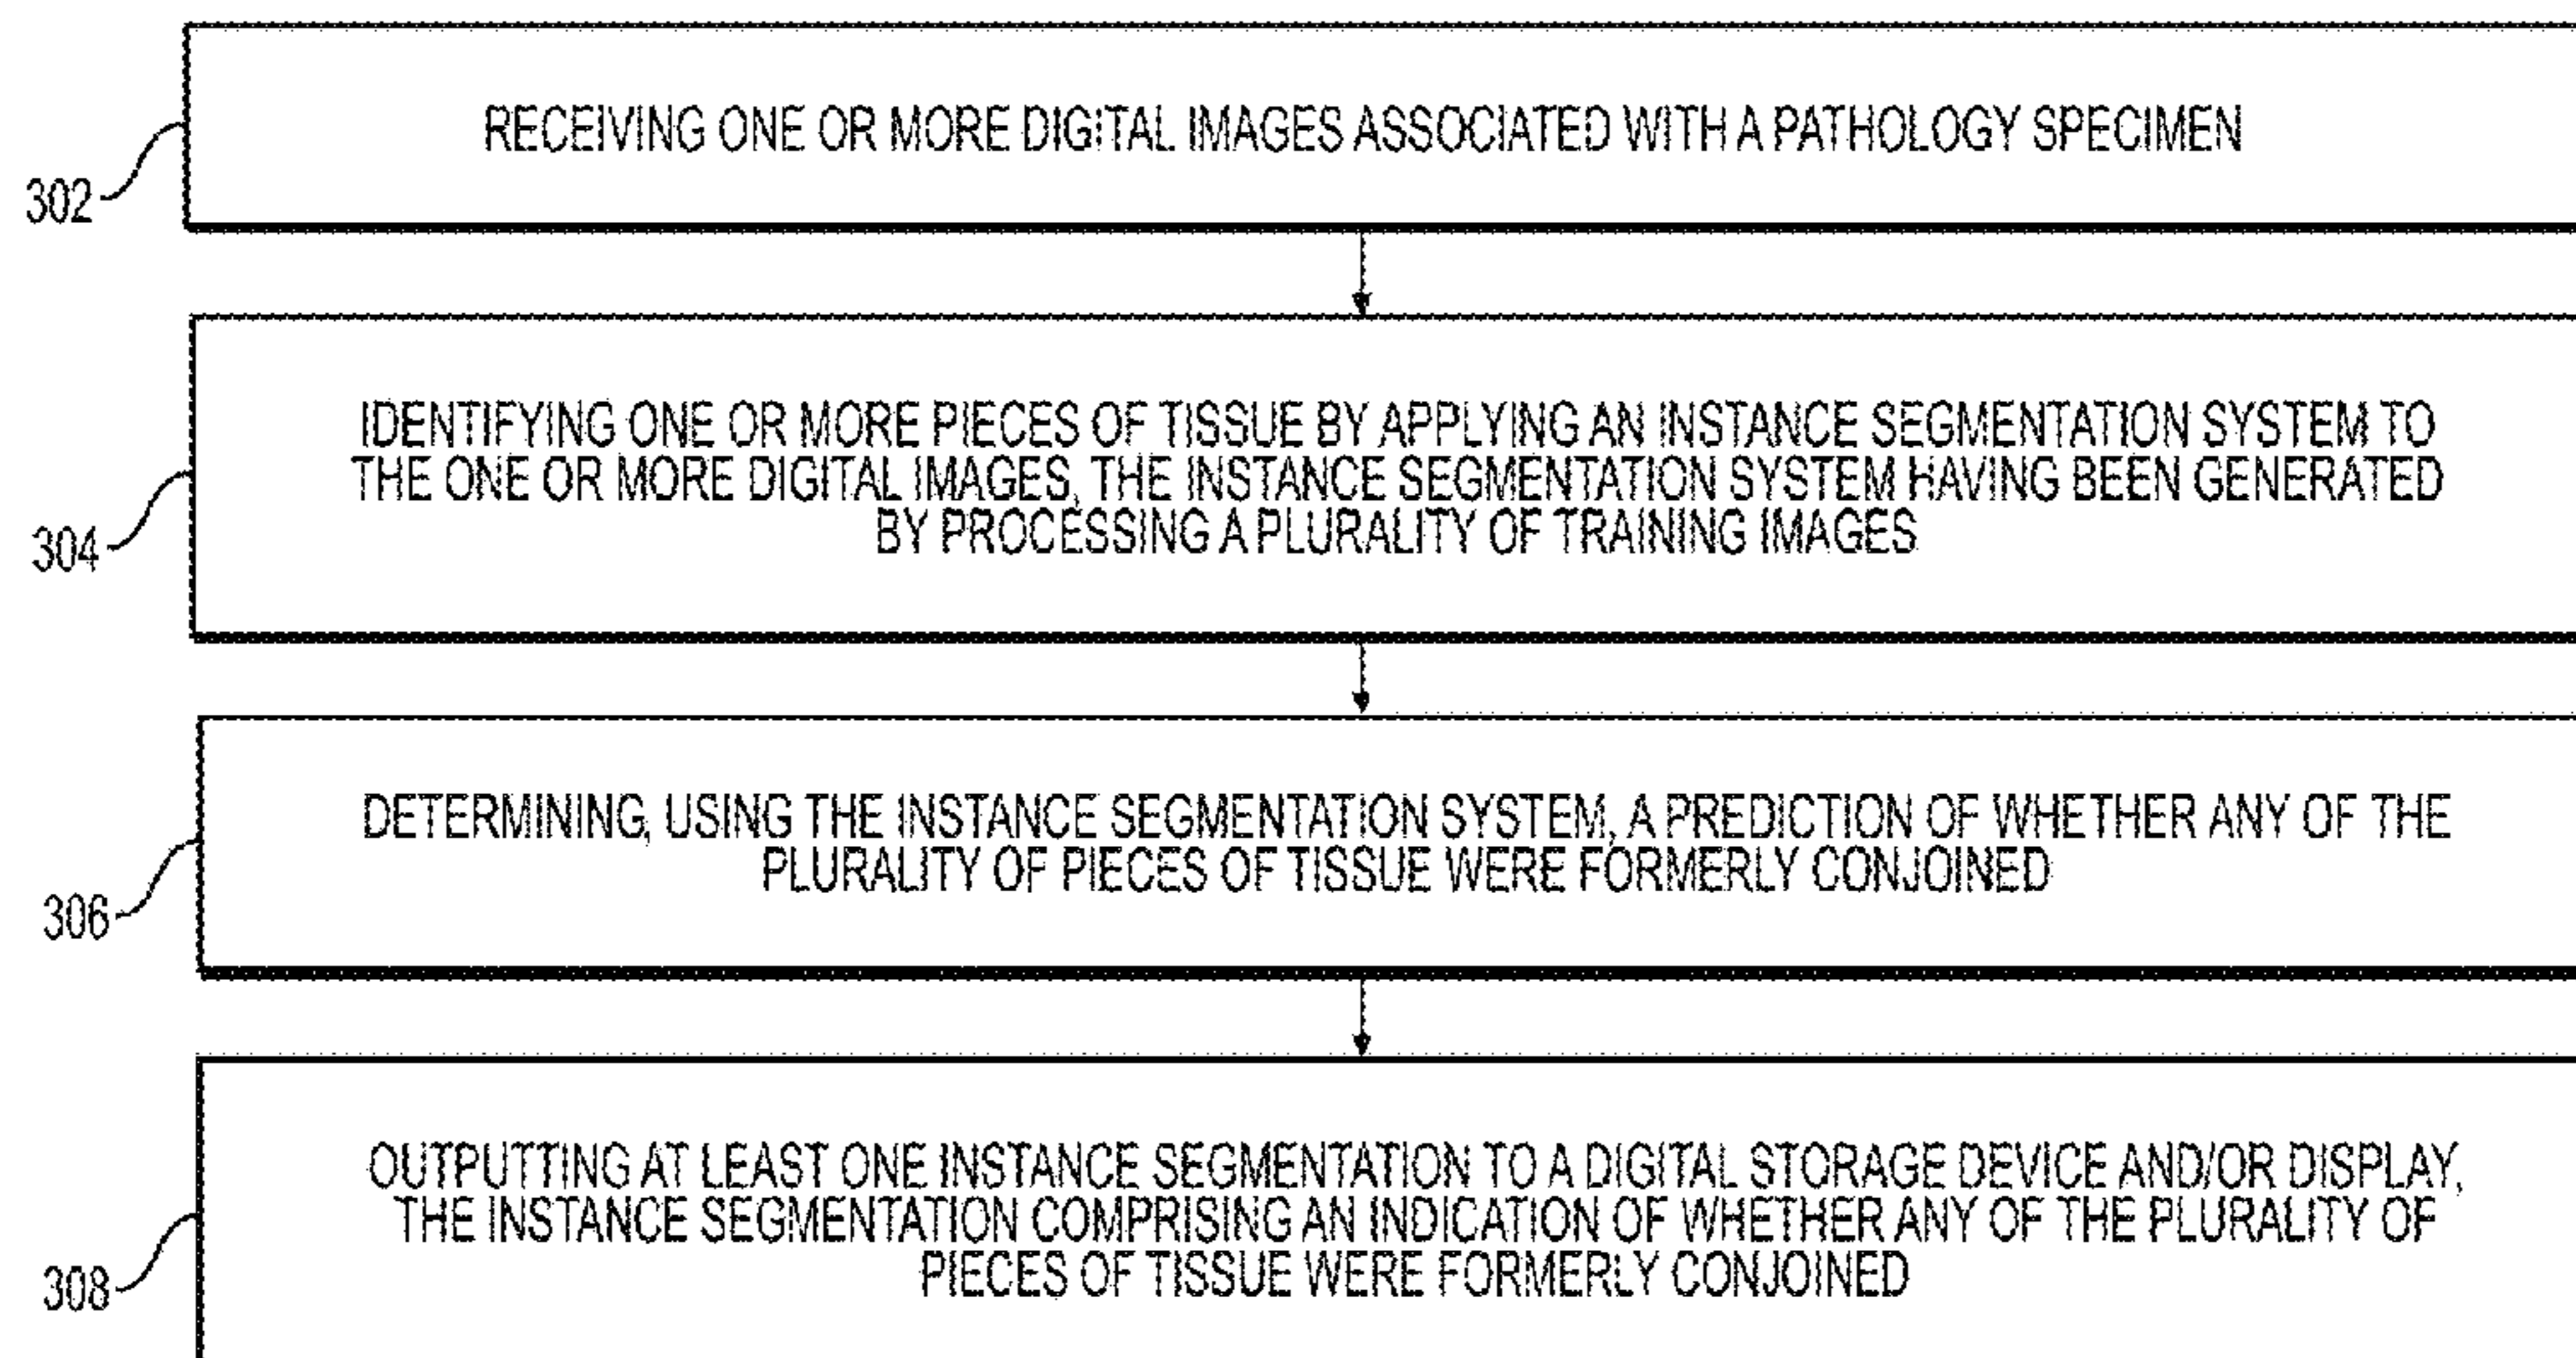 RECEIVING ONE OR MORE DIGITAL IMAGES ASSOCIATED WITH A PATHOLOGY SPECIMEN
302
IDENTIFYING ONE OR MORE PIECES OF TISSUE BY APPLYING AN INSTANCE SEGMENTATION SYSTEM TO
THE ONE OR MORE DIGITAL IMAGES, THE INSTANCE SEGMENTATION SYSTEM HAVING BEEN GENERATED
BY PROCESSING A PLURALITY OF TRAINING IMAGES
304
DETERMINING, USING THE INSTANCE SEGMENTATION SYSTEM, A PREDICTION OF WHETHER ANY OF THE
PLURALITY OF PIECES OF TISSUE WERE FORMERLY CONJOINED
306
OUTPUTTING AT LEAST ONE INSTANCE SEGMENTATION TO A DIGITAL STORAGE DEVICE AND/OR DISPLAY,
THE INSTANCE SEGMENTATION COMPRISING AN INDICATION OF WHETHER ANY OF THE PLURALITY OF
PIECES OF TISSUE WERE FORMERLY CONJOINED
308